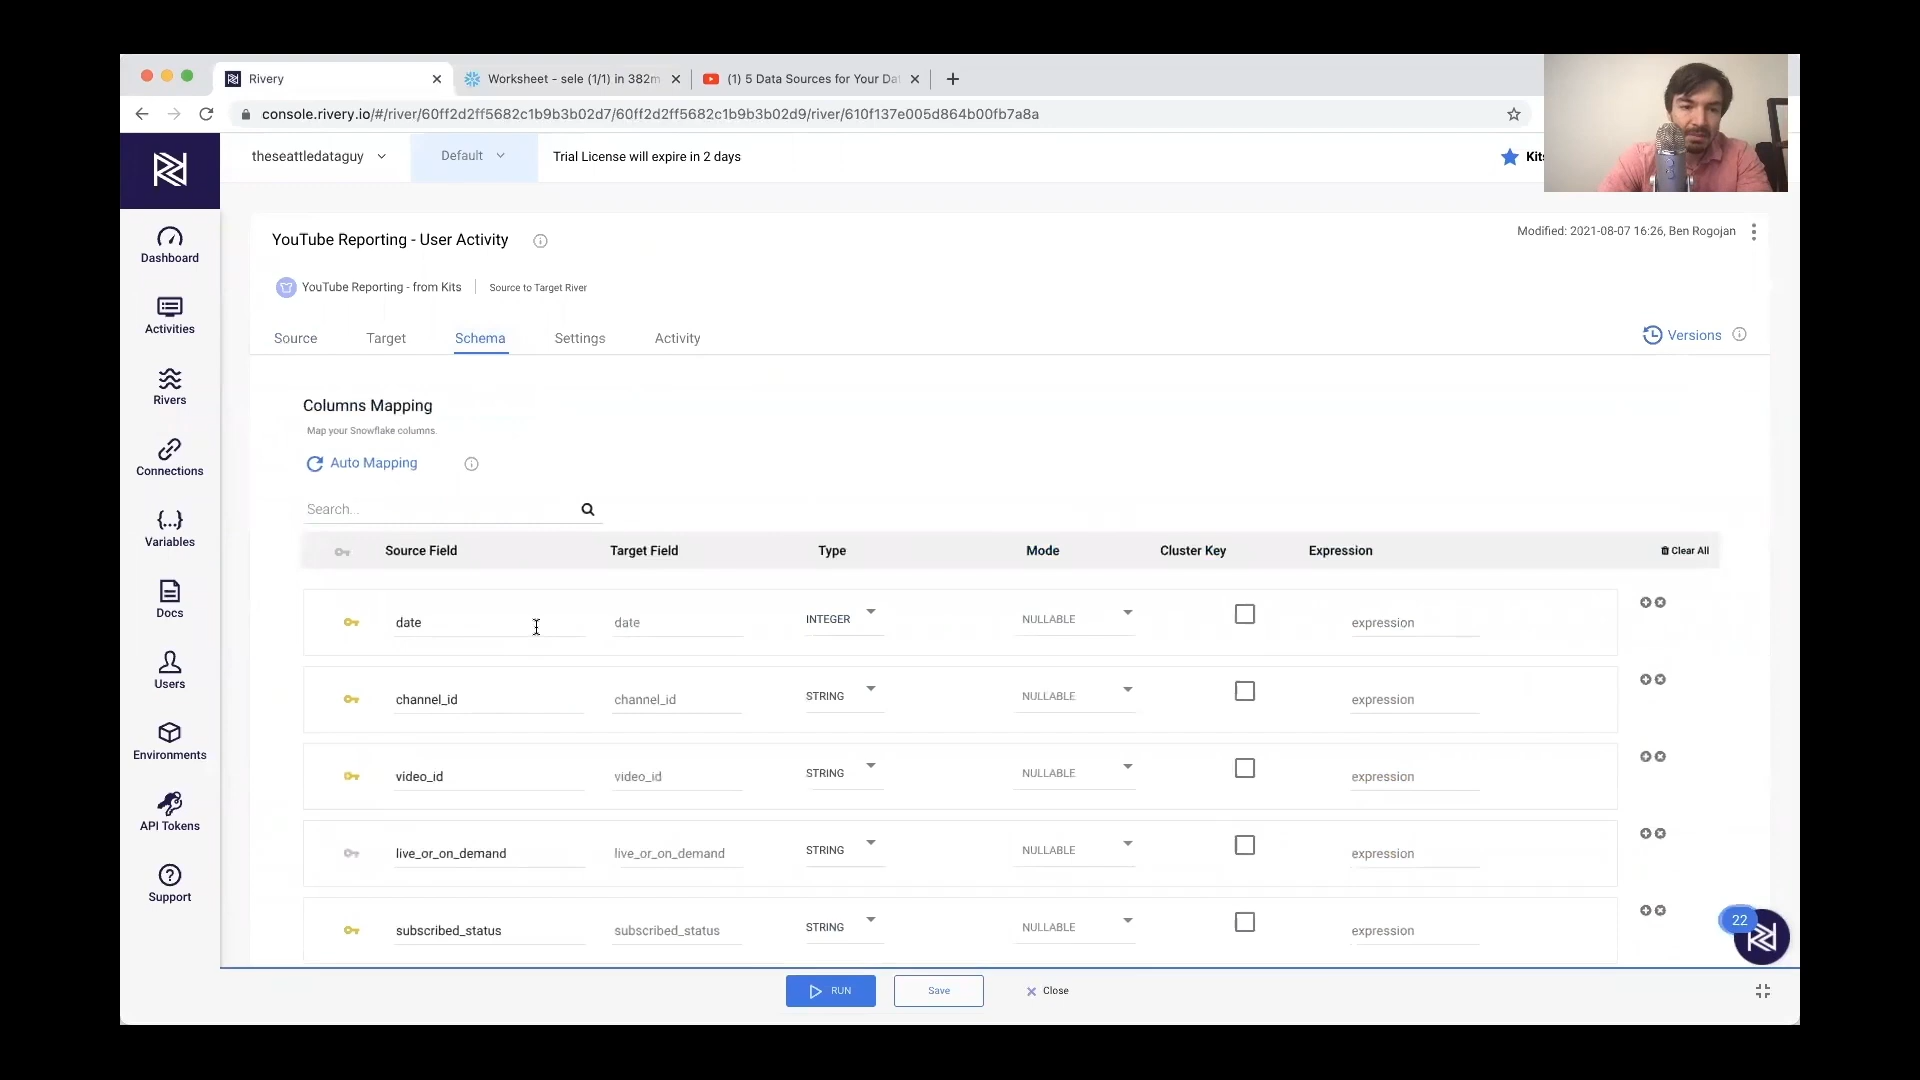 Rivery
Worksheet - sele (1/1) in 382m
(1) 5 Data Sources for Your Dat
console.rivery.io/#/river/60ff2d2ff5682c1b9b3b02d7/60ff2d2ff5682c1b9b3b02d9/river/610f137e005d864b00fb7a8a
theseattledataguy
Default
Trial License will expire in 2 days
Kits
Dashboard
Activities
Rivers
Connections
Variables
Docs
Users
Environments
API Tokens
Support
YouTube Reporting - User Activity
Modified: 2021-08-07 16:26, Ben Rogojan
YouTube Reporting - from Kits
Source to Target River
Source Target Schema Settings Activity
Versions
Columns Mapping
Map your Snowflake columns.
Auto Mapping
Search...
Source Field Target Field Type Mode Cluster Key Expression Clear All
date date INTEGER NULLABLE expression
channel_id channel_id STRING NULLABLE expression
video_id video_id STRING NULLABLE expression
live_or_on_demand live_or_on_demand STRING NULLABLE expression
subscribed_status subscribed_status STRING NULLABLE expression
22
RUN Save Close